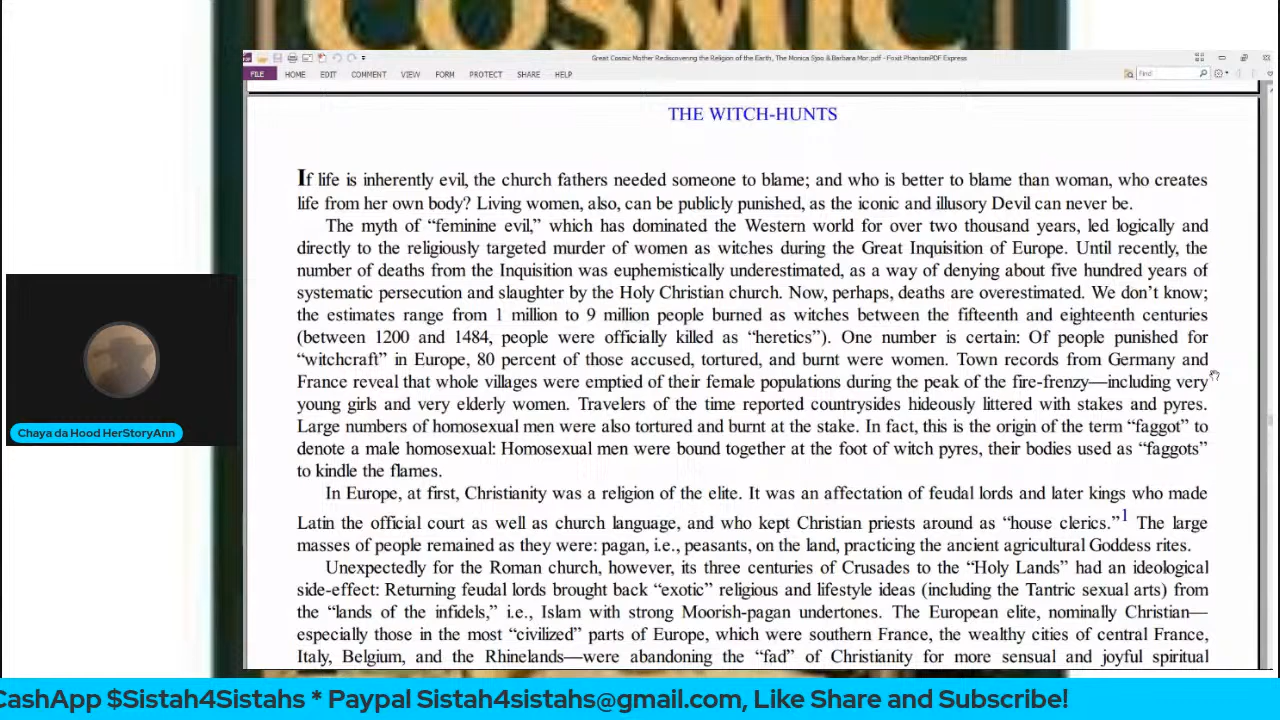 COSMIC
Great Cosmic Mother Rediscovering the Religion of the Earth, The Monica Sjoo & Barbara Mor.pdf - Foxit PhantomPDF Express
FILE HOME EDIT COMMENT VIEW FORM PROTECT SHARE HELP Find
THE WITCH-HUNTS
If life is inherently evil, the church fathers needed someone to blame; and who is better to blame than woman, who creates
life from her own body? Living women, also, can be publicly punished, as the iconic and illusory Devil can never be.
The myth of “feminine evil,” which has dominated the Western world for over two thousand years, led logically and
directly to the religiously targeted murder of women as witches during the Great Inquisition of Europe. Until recently, the
number of deaths from the Inquisition was euphemistically underestimated, as a way of denying about five hundred years of
systematic persecution and slaughter by the Holy Christian church. Now, perhaps, deaths are overestimated. We don’t know;
the estimates range from 1 million to 9 million people burned as witches between the fifteenth and eighteenth centuries
(between 1200 and 1484, people were officially killed as “heretics”). One number is certain: Of people punished for
“witchcraft” in Europe, 80 percent of those accused, tortured, and burnt were women. Town records from Germany and
France reveal that whole villages were emptied of their female populations during the peak of the fire-frenzy—including very
young girls and very elderly women. Travelers of the time reported countrysides hideously littered with stakes and pyres.
Large numbers of homosexual men were also tortured and burnt at the stake. In fact, this is the origin of the term “faggot” to
denote a male homosexual: Homosexual men were bound together at the foot of witch pyres, their bodies used as “faggots”
to kindle the flames.
In Europe, at first, Christianity was a religion of the elite. It was an affectation of feudal lords and later kings who made
Latin the official court as well as church language, and who kept Christian priests around as “house clerics.”1 The large
masses of people remained as they were: pagan, i.e., peasants, on the land, practicing the ancient agricultural Goddess rites.
Unexpectedly for the Roman church, however, its three centuries of Crusades to the “Holy Lands” had an ideological
side-effect: Returning feudal lords brought back “exotic” religious and lifestyle ideas (including the Tantric sexual arts) from
the “lands of the infidels,” i.e., Islam with strong Moorish-pagan undertones. The European elite, nominally Christian—
especially those in the most “civilized” parts of Europe, which were southern France, the wealthy cities of central France,
Italy, Belgium, and the Rhinelands—were abandoning the “fad” of Christianity for more sensual and joyful spiritual
Chaya da Hood HerStoryAnn
CashApp $Sistah4Sistahs * Paypal Sistah4sistahs@gmail.com, Like Share and Subscribe!